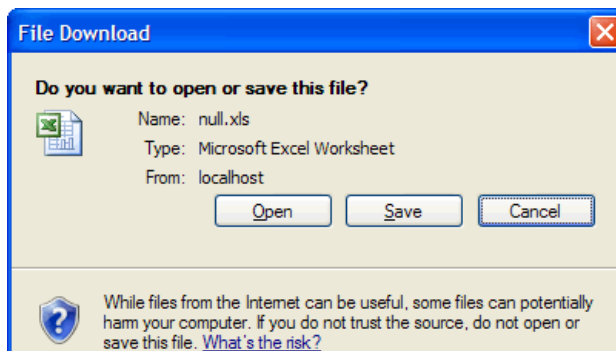 File Download
Do you want to open or save this file?
Name: null.xls
Type: Microsoft Excel Worksheet
From: localhost
Open Save Cancel
While files from the Internet can be useful, some files can potentially
harm your computer. If you do not trust the source, do not open or
save this file. What's the risk?